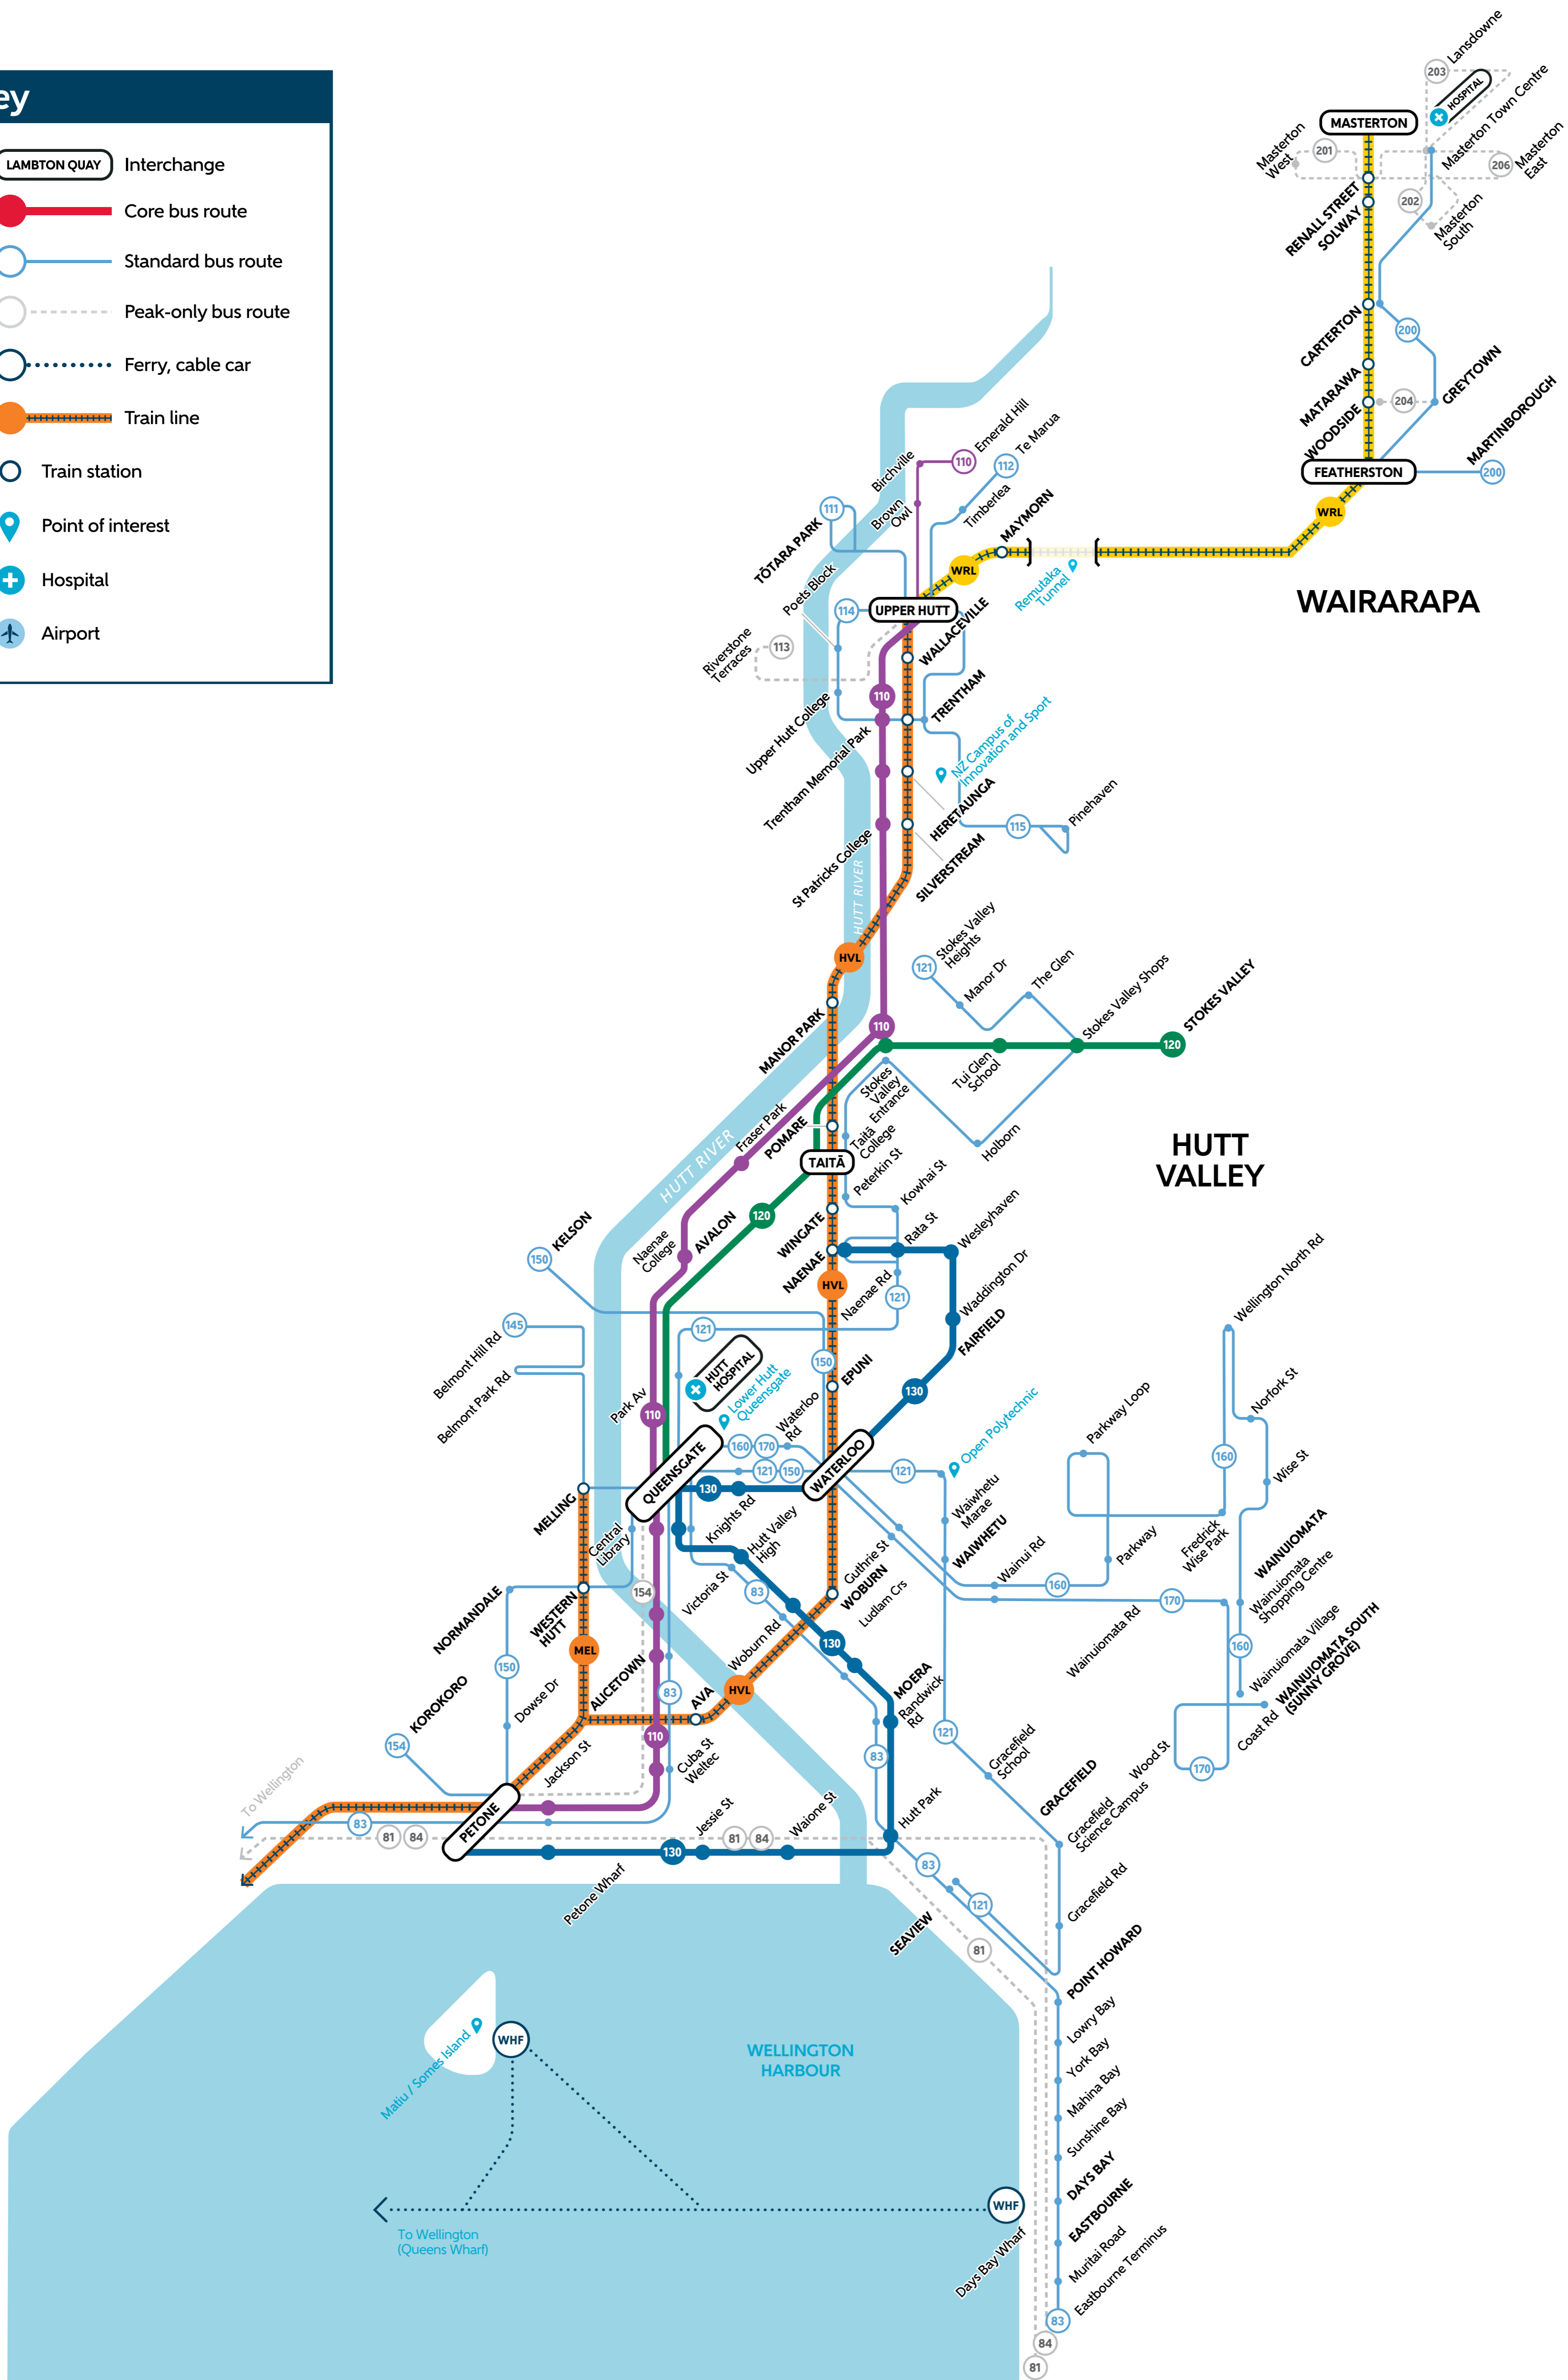 ey
LAMBTON QUAY
Interchange
Core bus route
Standard bus route
Peak-only bus route
Ferry, cable car
Train line
Train station
Point of interest
Hospital
Airport
203
Lansdowne
HOSPITAL
MASTERTON
Masterton Town Centre
Masterton
West
201
206
Masterton
East
202
Masterton
South
RENALL STREET
SOLWAY
CARTERTON
200
MATARAWA
WOODSIDE
204
GREYTOWN
FEATHERSTON
MARTINBOROUGH
200
WRL
WAIRARAPA
Birchville
110
Emerald Hill
112
Te Marua
Brown
Owl
Timberlea
111
TŌTARA PARK
MAYMORN
WRL
Remutaka
Tunnel
Poets Block
114
UPPER HUTT
WALLACEVILLE
Riverstone
Terraces
113
110
TRENTHAM
Upper Hutt College
Trentham Memorial Park
NZ Campus of
Innovation and Sport
HERETAUNGA
115
Pinehaven
St Patricks College
SILVERSTREAM
HUTT RIVER
HVL
121
Stokes Valley
Heights
Manor Dr
The Glen
Stokes Valley Shops
STOKES VALLEY
MANOR PARK
110
120
Tui Glen
School
Stokes
Valley
Entrance
Fraser Park
POMARE
Taitā
College
Holborn
HUTT RIVER
TAITĀ
Peterkin St
HUTT
VALLEY
Kowhai St
120
AVALON
WINGATE
Rata St
Wesleyhaven
KELSON
150
Naenae
College
NAENAE
HVL
Naenae Rd
121
Waddington Dr
FAIRFIELD
145
Belmont Hill Rd
121
Belmont Park Rd
HUTT
HOSPITAL
150
EPUNI
Lower Hutt
Queensgate
130
Park Av
110
Waterloo
Rd
160
170
QUEENSGATE
WATERLOO
121
150
121
Open Polytechnic
Wellington North Rd
Parkway Loop
Norfork St
160
Wise St
130
Knights Rd
MELLING
Central
Library
Hutt Valley
High
Waiwhetu
Marae
WAIWHETU
Parkway
Fredrick
Wise Park
WAINUIOMATA
Wainuiomata
Shopping Centre
154
Victoria St
83
Guthrie St
WOBURN
Ludlam Crs
Wainui Rd
160
170
Wainuiomata Rd
NORMANDALE
WESTERN
HUTT
MEL
130
Woburn Rd
160
Wainuiomata Village
WAINUIOMATA SOUTH
(SUNNY GROVE)
150
ALICETOWN
83
AVA
HVL
MOERA
Randwick
Rd
121
Coast Rd
KOROKORO
Dowse Dr
154
110
Jackson St
Cuba St
Weltec
83
Gracefield
School
Wood St
170
GRACEFIELD
To Wellington
PETONE
83
81
84
Jessie St
81
84
Waione St
Hutt Park
Gracefield
Science Campus
130
83
Petone Wharf
121
Gracefield Rd
SEAVIEW
81
POINT HOWARD
Matiu / Somes Island
WHF
WELLINGTON
HARBOUR
Lowry Bay
York Bay
Mahina Bay
Sunshine Bay
DAYS BAY
WHF
EASTBOURNE
To Wellington
(Queens Wharf)
Days Bay Wharf
Muritai Road
Eastbourne Terminus
83
84
81